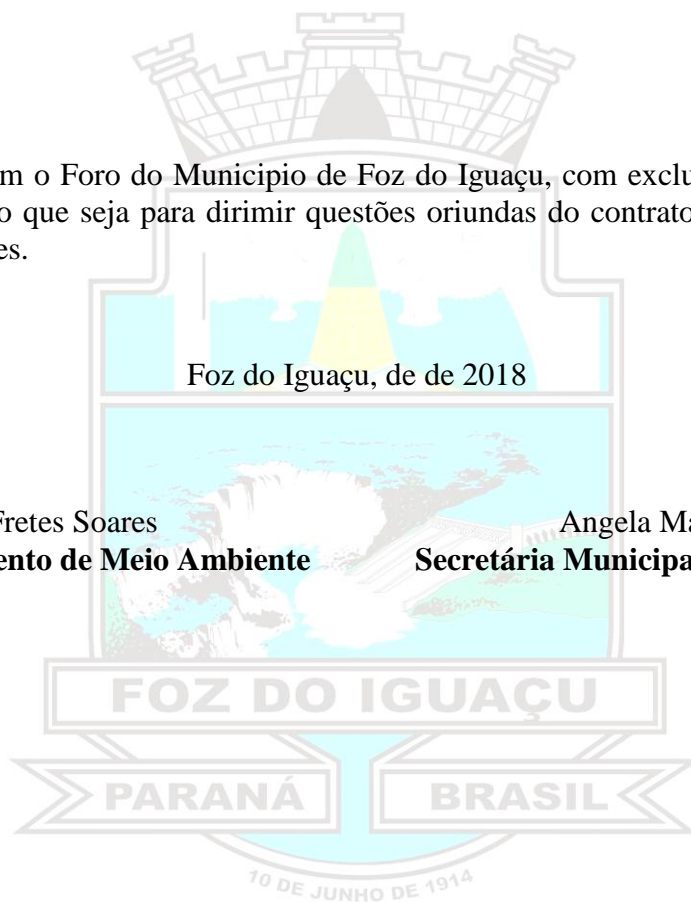 m o Foro do Municipio de Foz do Iguaçu, com exclu
o que seja para dirimir questões oriundas do contrato
es.
Foz do Iguaçu, de de 2018
Fretes Soares
Angela Ma
ento de Meio Ambiente
Secretária Municipa
FOZ DO IGUAÇU
PARANÁ
BRASIL
10 DE JUNHO DE 1914